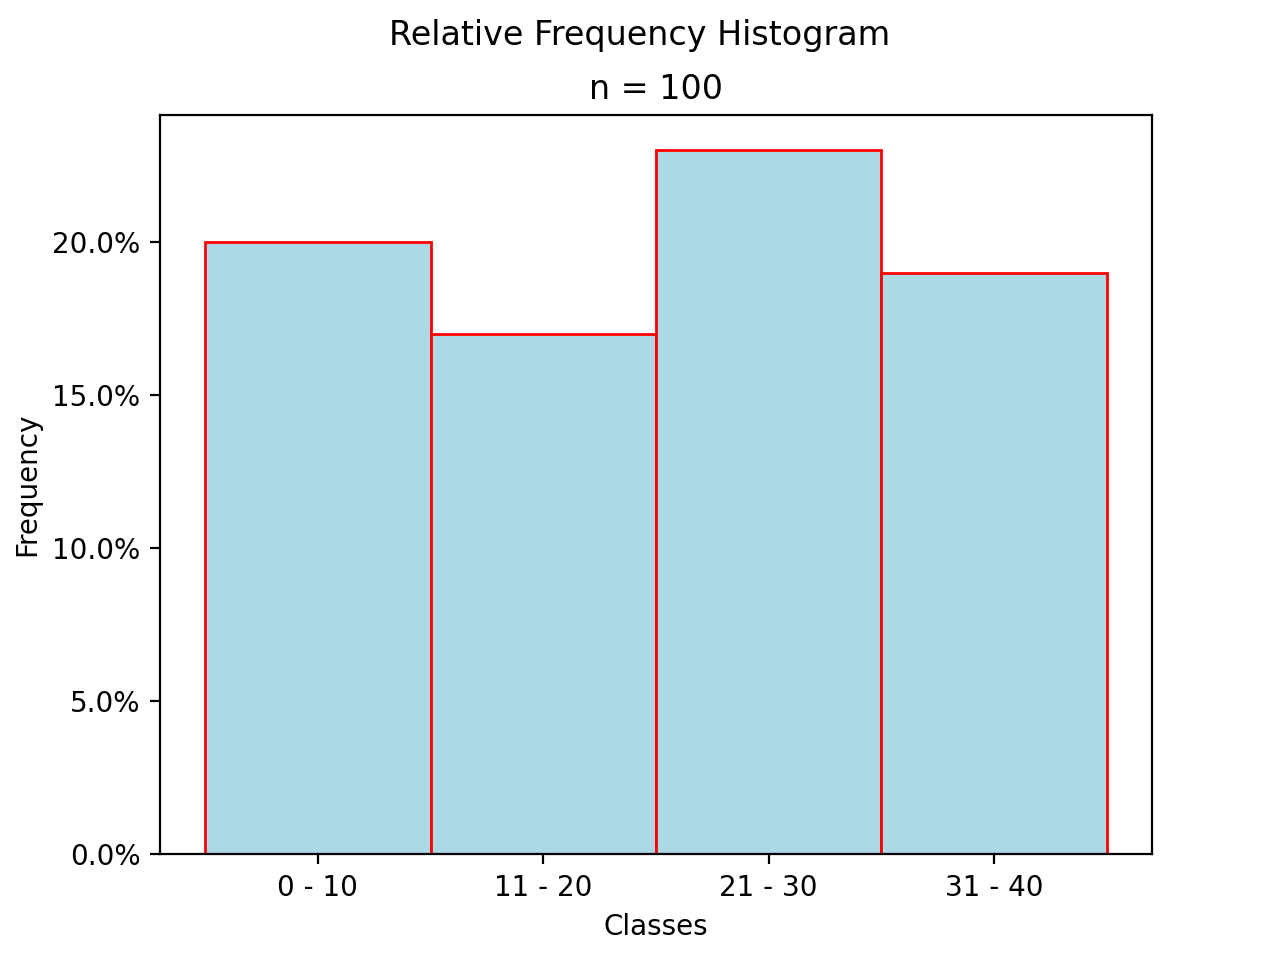 Relative Frequency Histogram
n = 100
20.0%
15.0%
10.0%
5.0%
0.0%
Frequency
0 - 10 11 - 20 21 - 30 31 - 40
Classes